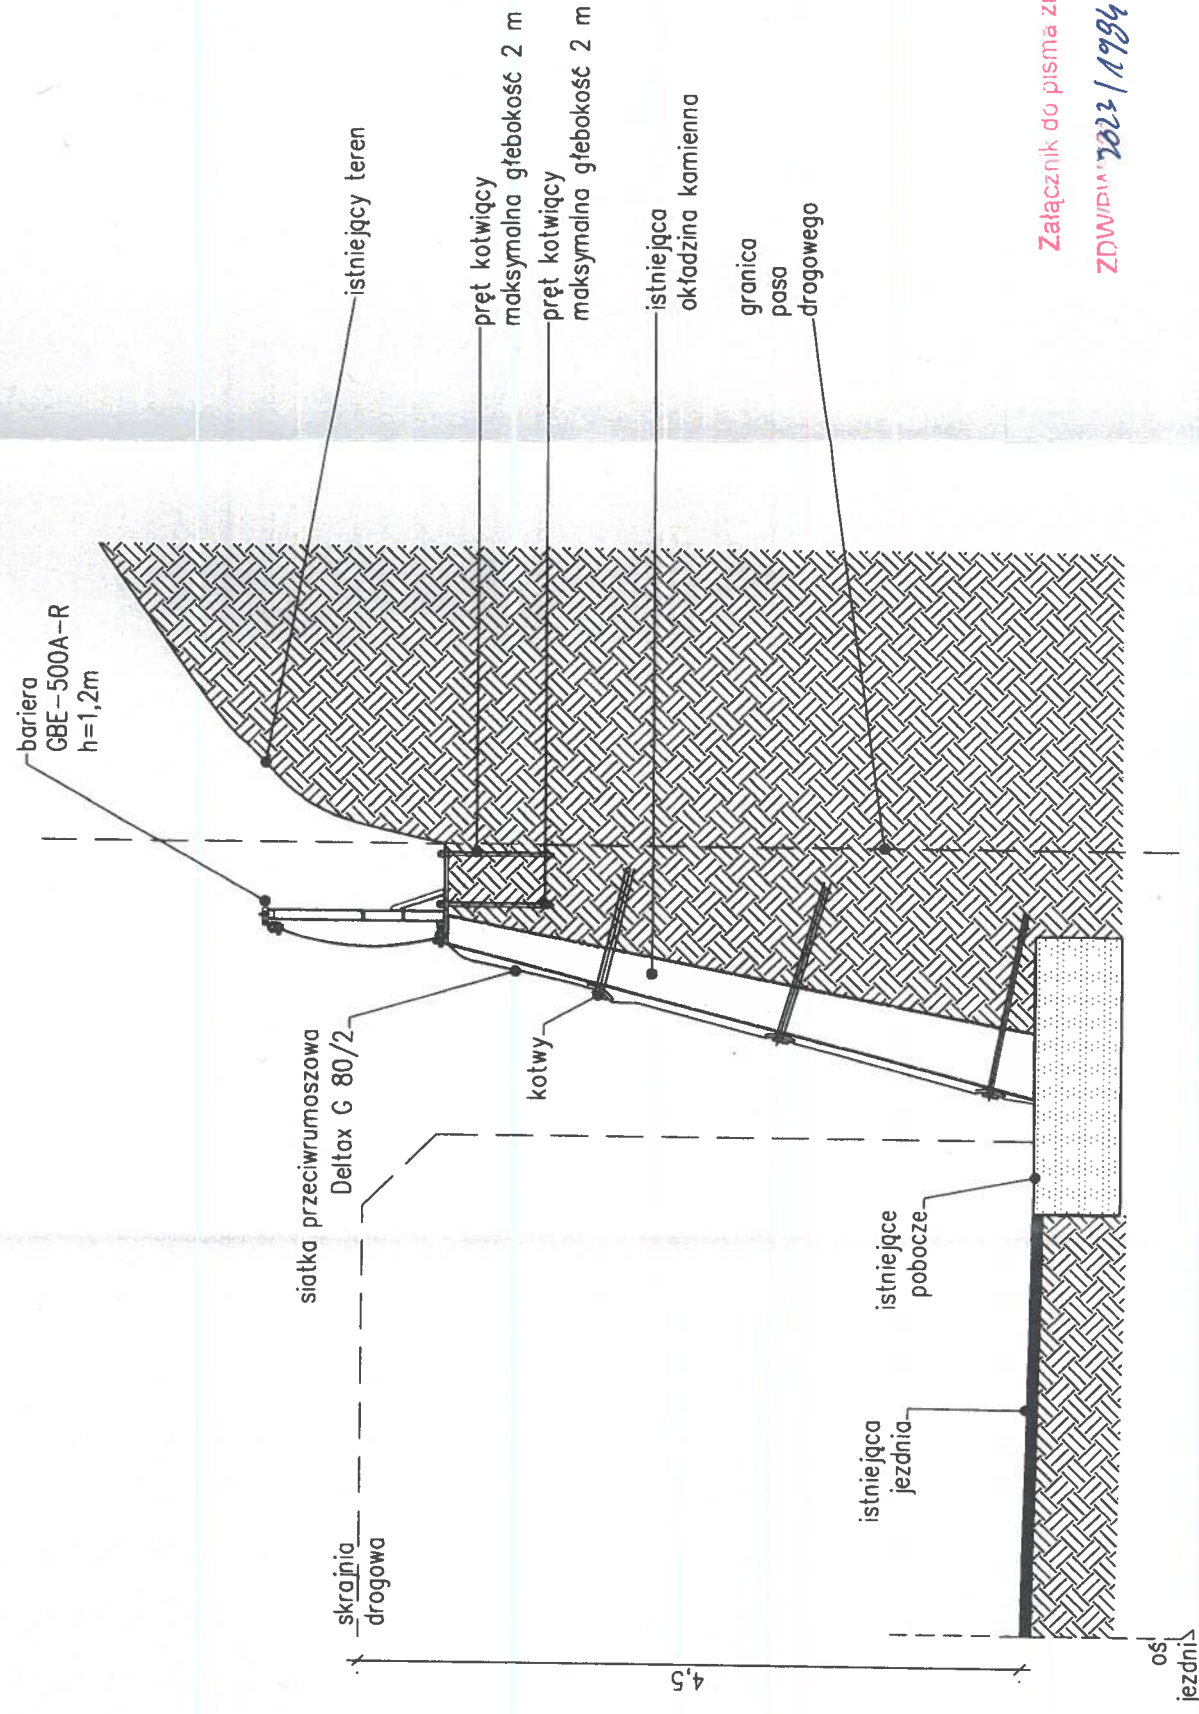 bariera
GBE-500A-R
h=1,2m
istniejący teren
pręt kotwiący
maksymalna głebokość 2 m
pręt kotwiący
maksymalna głebokość 2 m
istniejąca
okładzina kamienna
granica
pasa
drogowego
siatka przeciwrumoszowa
Deltax G 80/2
kotwy
skrajnia
drogowa
istniejące
pobocze
istniejąca
jezdnia
4,5
oś
jezdni
Załącznik do pisma
2023/1994